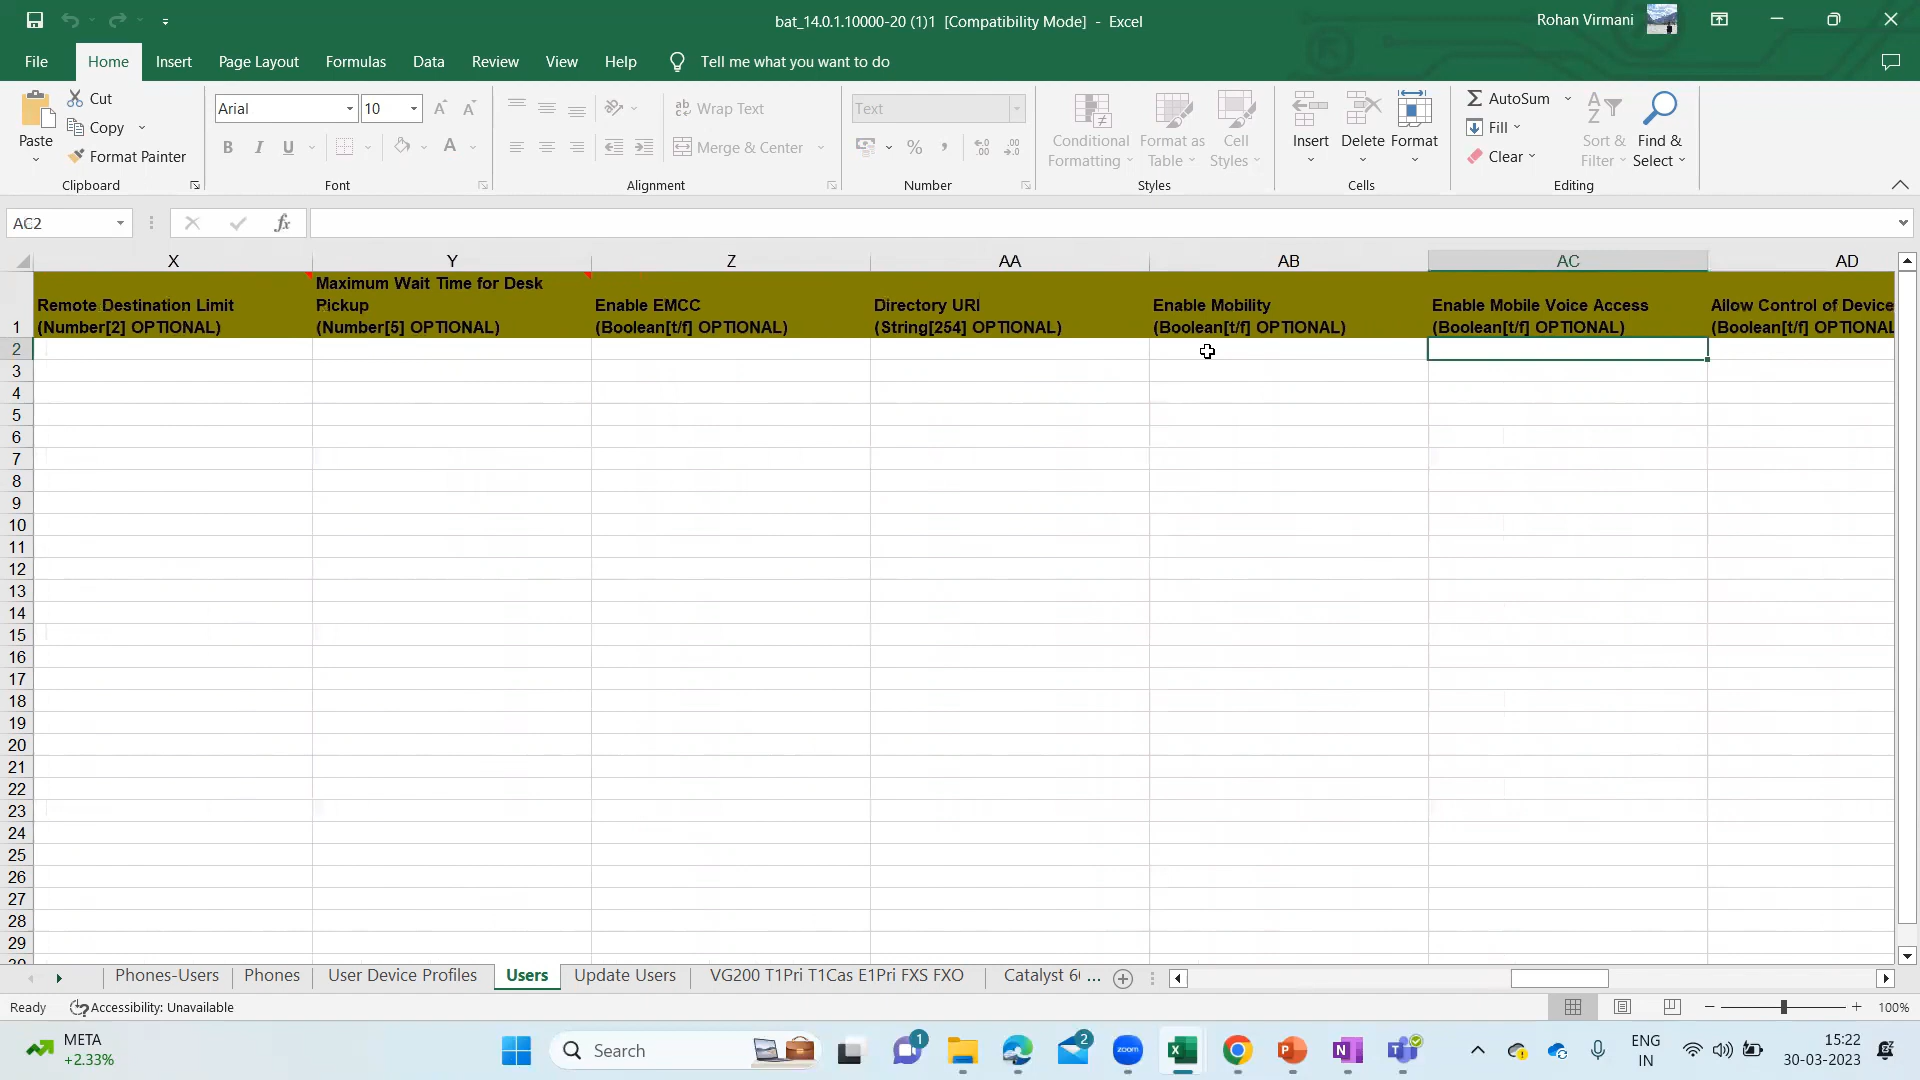 bat_14.0.1.10000-20 (1)1 [Compatibility Mode] - Excel
Rohan Virmani
File
Home
Insert
Page Layout
Formulas
Data
Review
View
Help
Tell me what you want to do
Paste
Cut
Copy
Format Painter
Clipboard
Arial
10
B I U
A
Font
ab Wrap Text
Merge & Center
Alignment
Text
%
Number
Conditional Formatting
Format as Table
Cell Styles
Styles
Insert
Delete
Format
Cells
AutoSum
Fill
Clear
Sort & Filter
Find & Select
Editing
AC2
fx
X Y Z AA AB AC AD
1
Remote Destination Limit
(Number[2] OPTIONAL)
Maximum Wait Time for Desk
Pickup
(Number[5] OPTIONAL)
Enable EMCC
(Boolean[t/f] OPTIONAL)
Directory URI
(String[254] OPTIONAL)
Enable Mobility
(Boolean[t/f] OPTIONAL)
Enable Mobile Voice Access
(Boolean[t/f] OPTIONAL)
Allow Control of Device
(Boolean[t/f] OPTIONAL
2
3
4
5
6
7
8
9
10
11
12
13
14
15
16
17
18
19
20
21
22
23
24
25
26
27
28
29
Phones-Users
Phones
User Device Profiles
Users
Update Users
VG200 T1Pri T1Cas E1Pri FXS FXO
Catalyst 6( ...
Ready
Accessibility: Unavailable
100%
META
+2.33%
Search
1
2
zoom
ENG
IN
15:22
30-03-2023